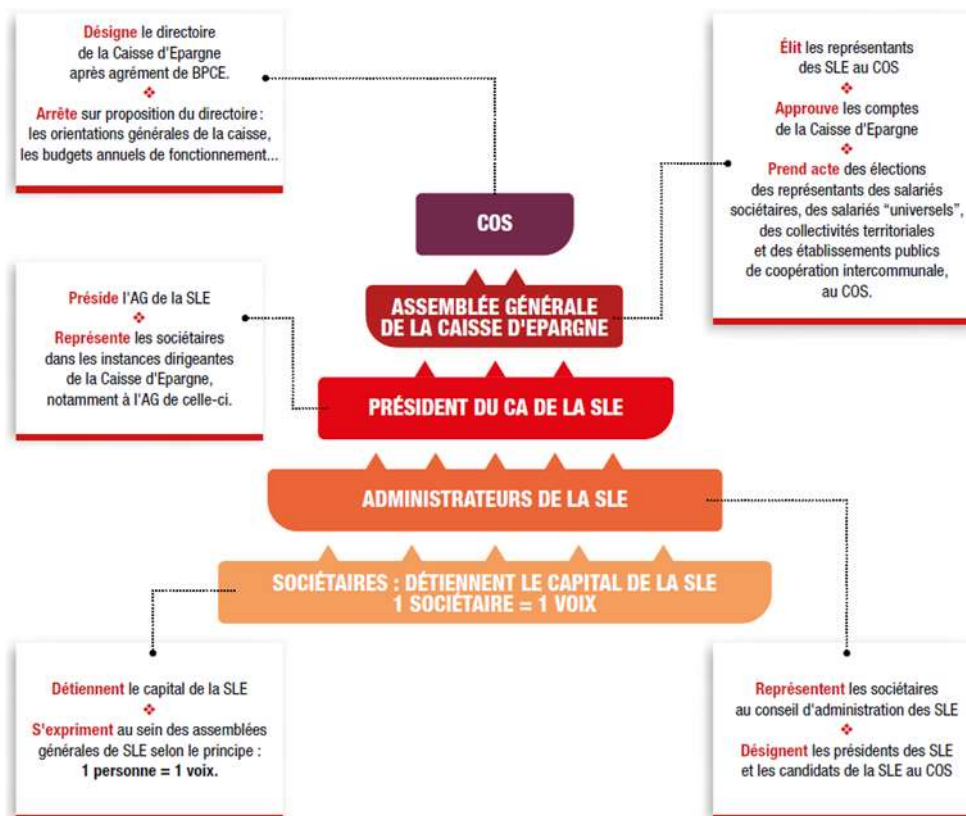 Désigne le directoire
de la Caisse d'Epargne
après agrément de BPCE.
Arrête sur proposition du directoire :
les orientations générales de la caisse,
les budgets annuels de fonctionnement...
Élit les représentants
des SLE au COS
Approuve les comptes
de la Caisse d'Epargne
Prend acte des élections
des représentants des salariés
sociétaires, des salariés “universels”,
des collectivités territoriales
et des établissements publics
de coopération intercommunale,
au COS.
COS
ASSEMBLÉE GÉNÉRALE
DE LA CAISSE D'EPARGNE
Préside l'AG de la SLE
Représente les sociétaires
dans les instances dirigeantes
de la Caisse d'Epargne,
notamment à l'AG de celle-ci.
PRÉSIDENT DU CA DE LA SLE
ADMINISTRATEURS DE LA SLE
SOCIÉTAIRES : DÉTIENNENT LE CAPITAL DE LA SLE
1 SOCIÉTAIRE = 1 VOIX
Détiennent le capital de la SLE
S'expriment au sein des assemblées
générales de SLE selon le principe :
1 personne = 1 voix.
Représentent les sociétaires
au conseil d'administration des SLE
Désignent les présidents des SLE
et les candidats de la SLE au COS